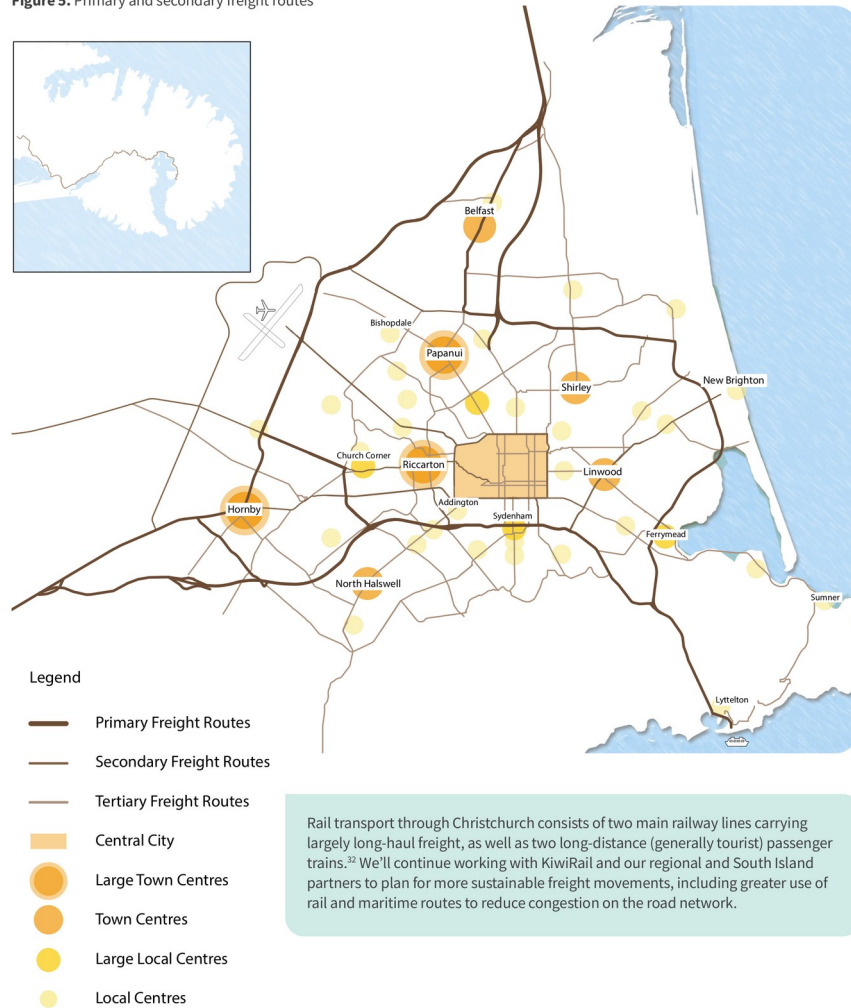 Figure 5. Primary and secondary freight routes
Belfast
Bishopdale
Papanui
Shirley
New Brighton
Church Corner
Riccarton
Linwood
Hornby
Addington
Sydenham
Ferrymead
North Halswell
Sumner
Lyttelton
Legend
Primary Freight Routes
Secondary Freight Routes
Tertiary Freight Routes
Central City
Large Town Centres
Town Centres
Large Local Centres
Local Centres
Rail transport through Christchurch consists of two main railway lines carrying
largely long-haul freight, as well as two long-distance (generally tourist) passenger
trains.³² We’ll continue working with KiwiRail and our regional and South Island
partners to plan for more sustainable freight movements, including greater use of
rail and maritime routes to reduce congestion on the road network.